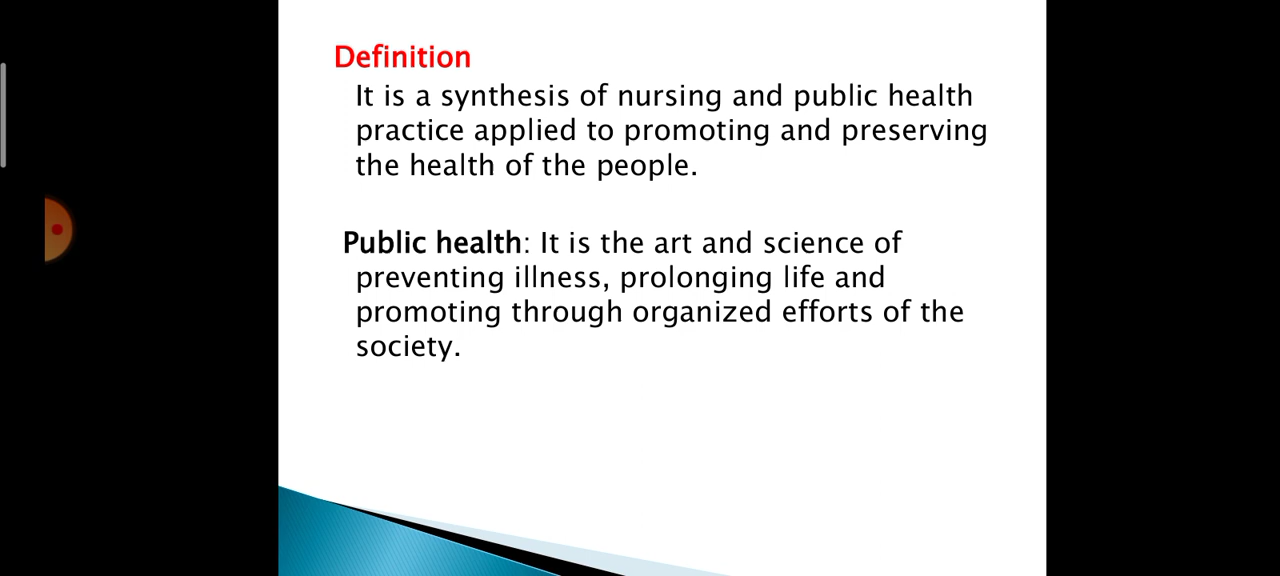 Definition
It is a synthesis of nursing and public health
practice applied to promoting and preserving
the health of the people.
Public health: It is the art and science of
preventing illness, prolonging life and
promoting through organized efforts of the
society.